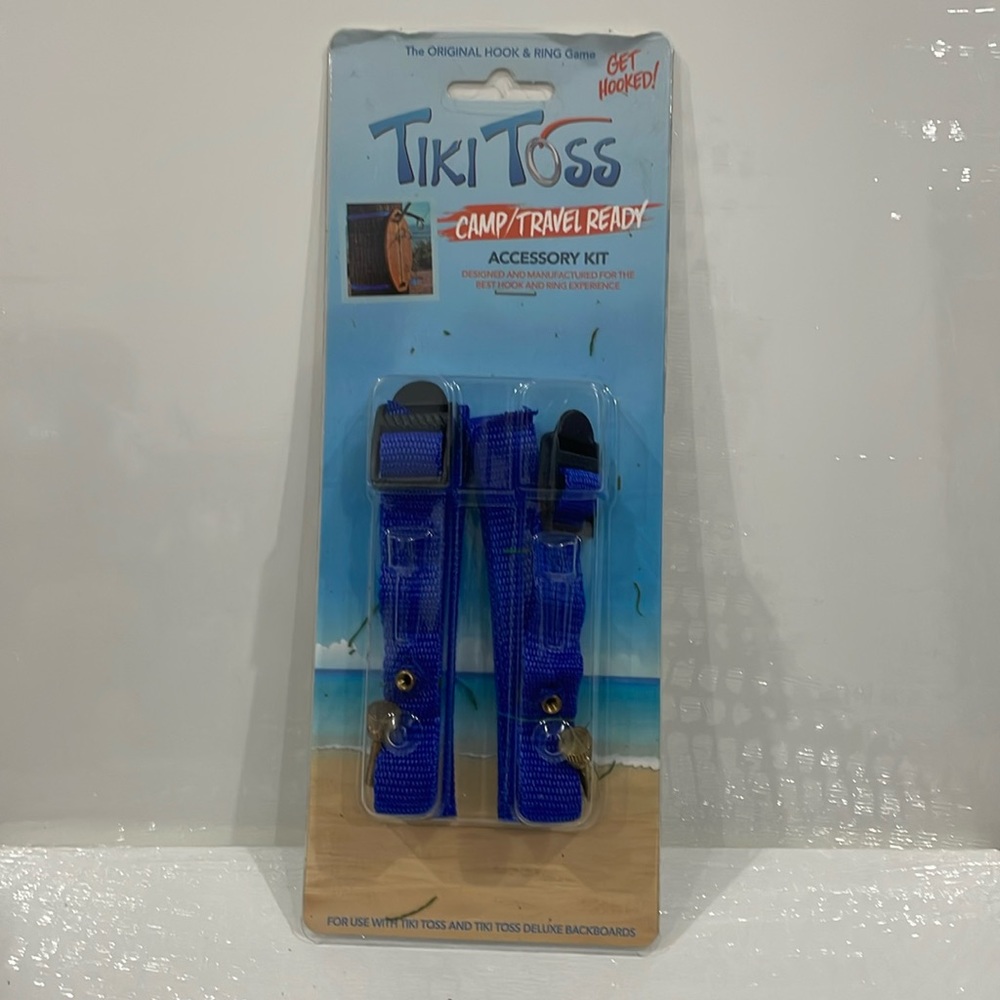 The ORIGINAL HOOK & RING Game
GET
HOOKED!
TIKI TOSS
CAMP/TRAVEL READY
ACCESSORY KIT
DESIGNED AND MANUFACTURED FOR THE
BEST HOOK AND RING EXPERIENCE
FOR USE WITH TIKI TOSS AND TIKI TOSS DELUXE BACKBOARDS